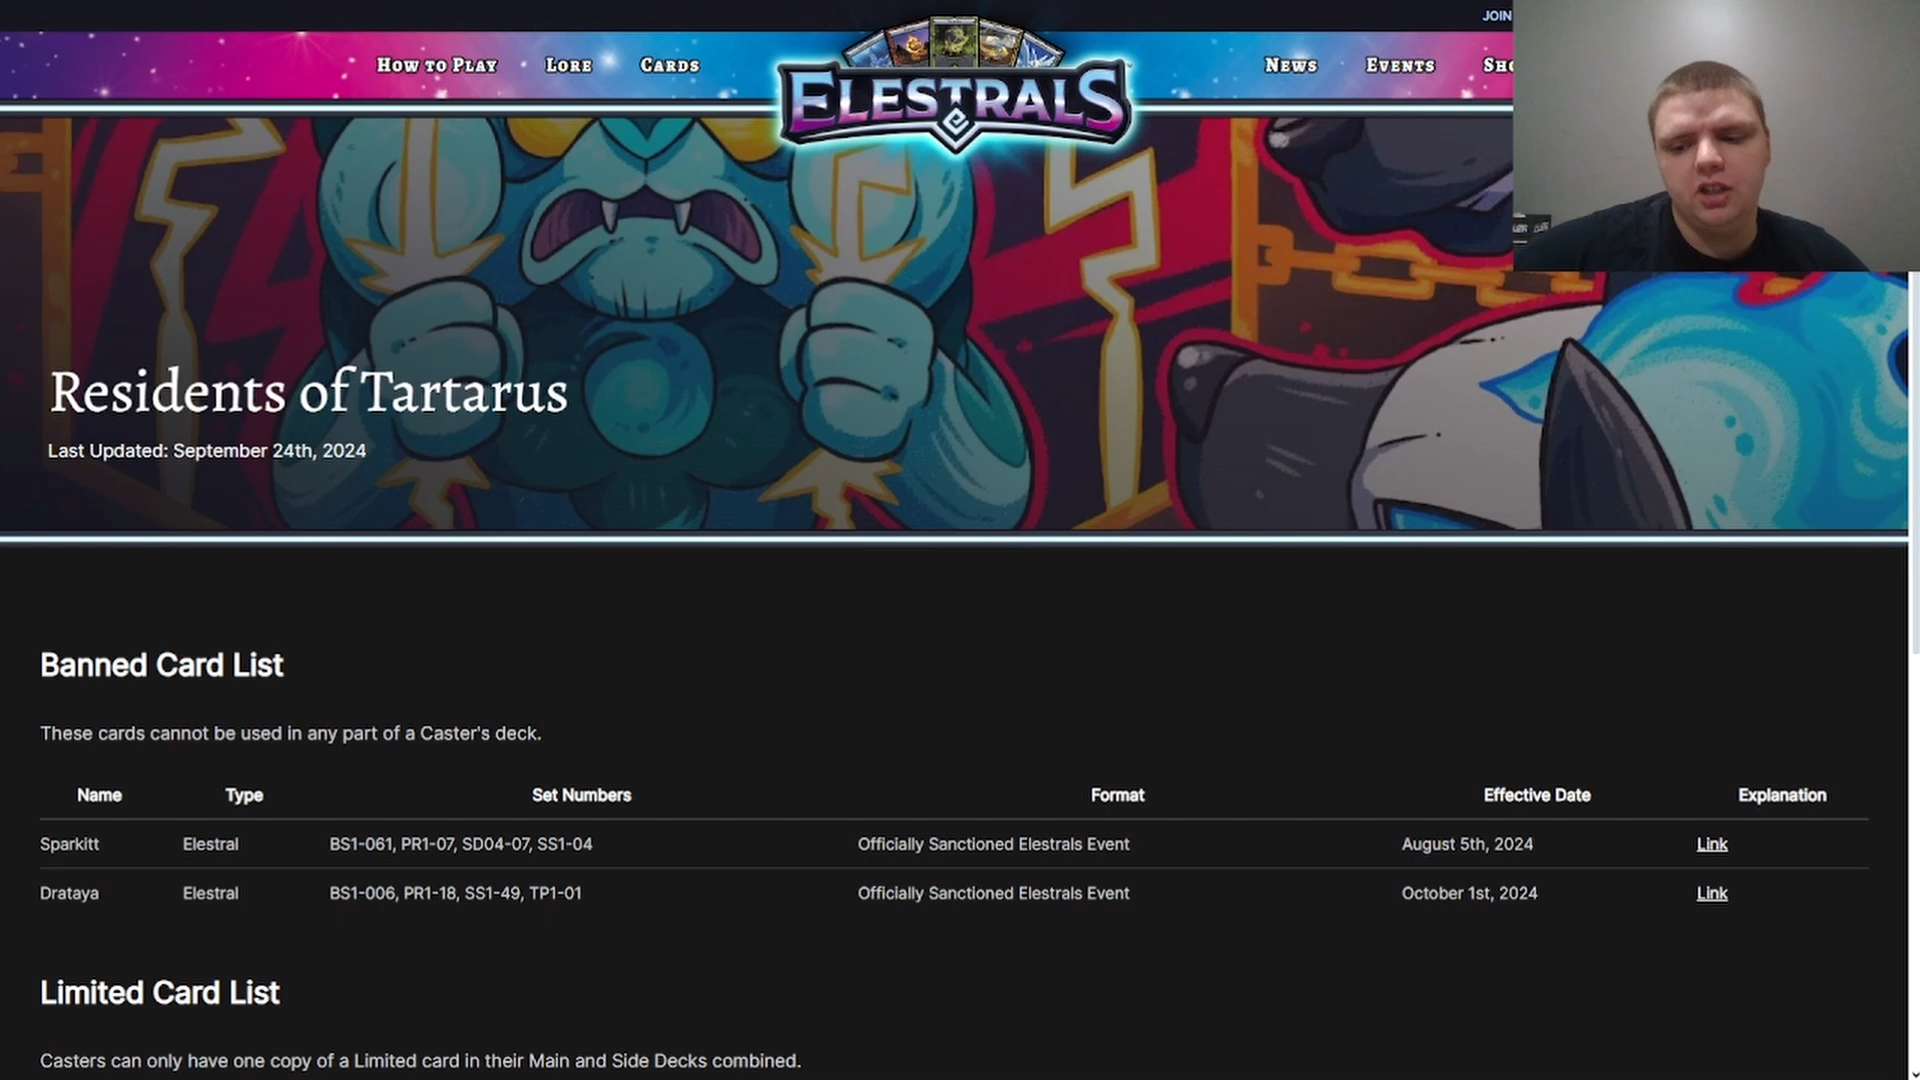 JOIN
How to Play
Lore
Cards
ELESTRALS
News
Events
Residents of Tartarus
Last Updated: September 24th, 2024
Banned Card List
These cards cannot be used in any part of a Caster's deck.
Name Type Set Numbers Format Effective Date Explanation
Sparkitt Elestral BS1-061, PR1-07, SD04-07, SS1-04 Officially Sanctioned Elestrals Event August 5th, 2024 Link
Drataya Elestral BS1-006, PR1-18, SS1-49, TP1-01 Officially Sanctioned Elestrals Event October 1st, 2024 Link
Limited Card List
Casters can only have one copy of a Limited card in their Main and Side Decks combined.